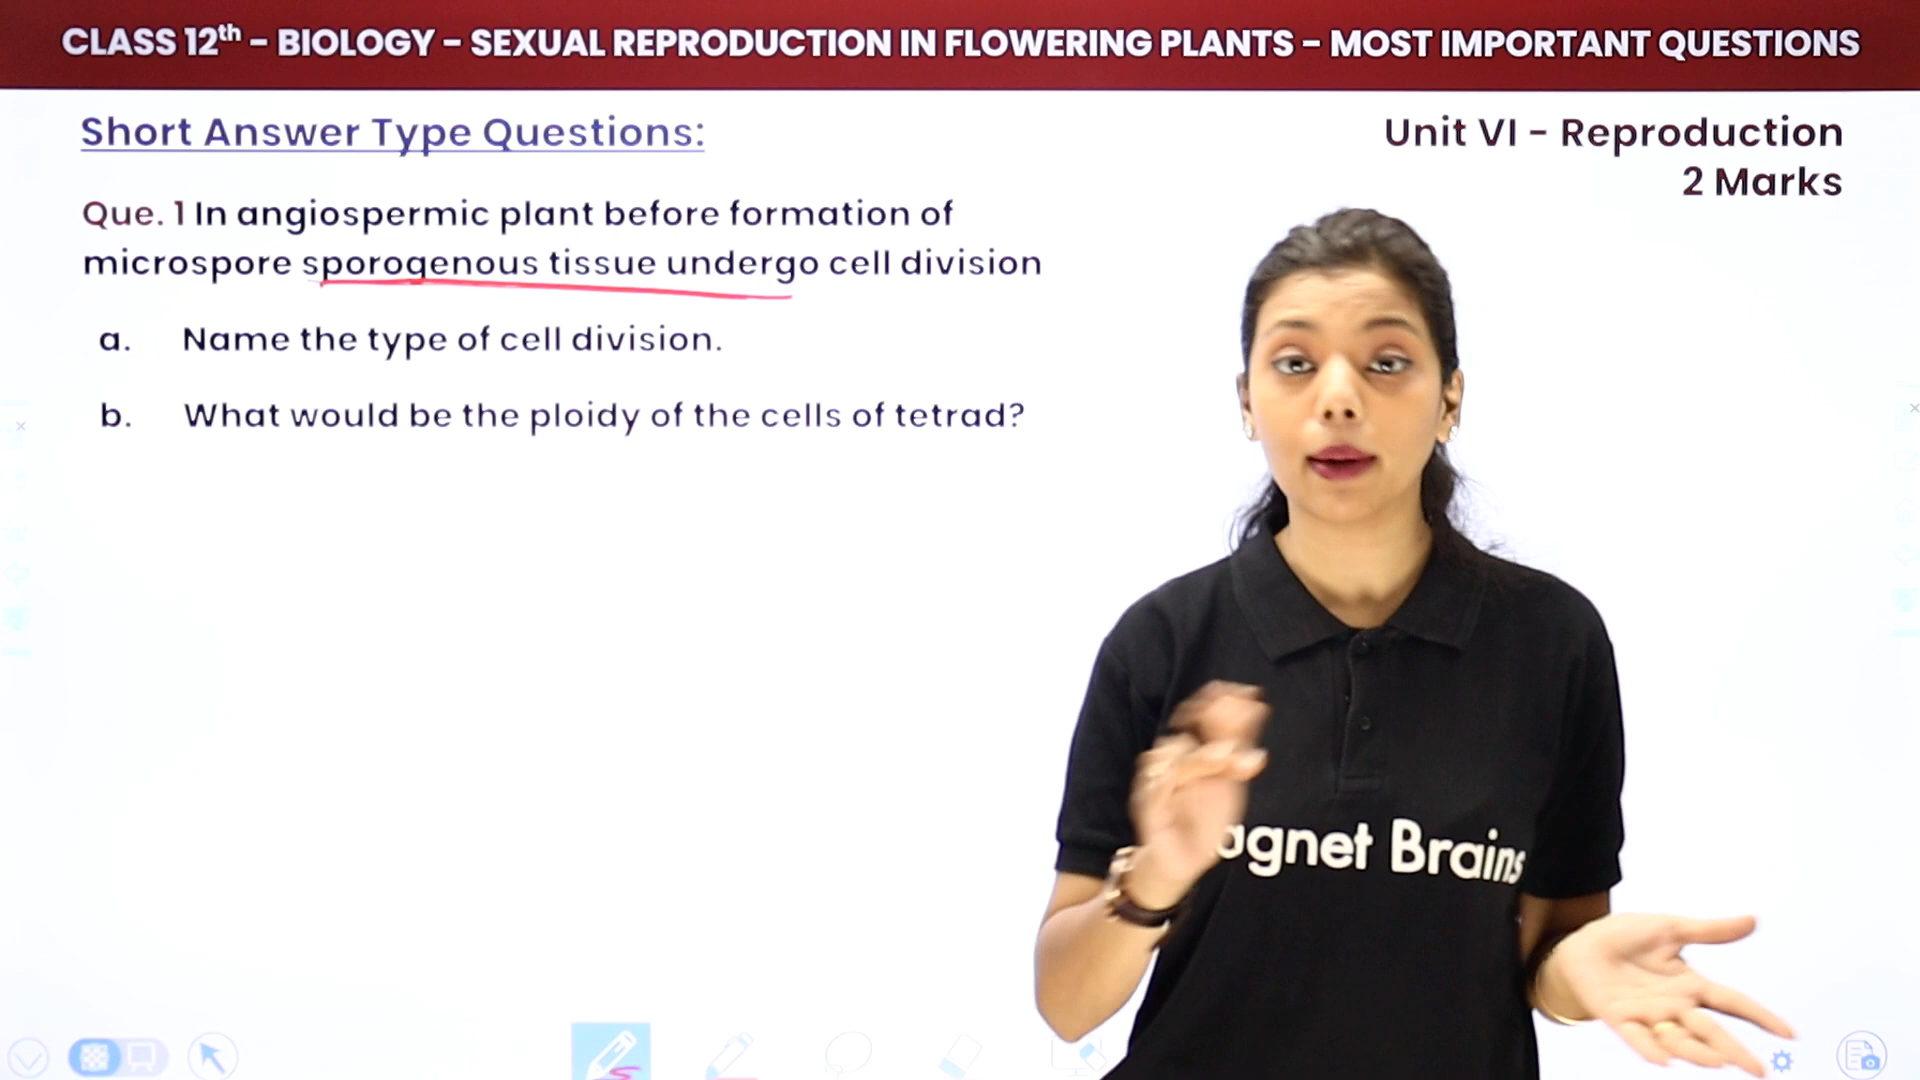 CLASS 12th - BIOLOGY - SEXUAL REPRODUCTION IN FLOWERING PLANTS - MOST IMPORTANT QUESTIONS
Short Answer Type Questions:
Unit VI - Reproduction
2 Marks
Que. 1 In angiospermic plant before formation of
microspore sporogenous tissue undergo cell division
a. Name the type of cell division.
b. What would be the ploidy of the cells of tetrad?
agnet Brains